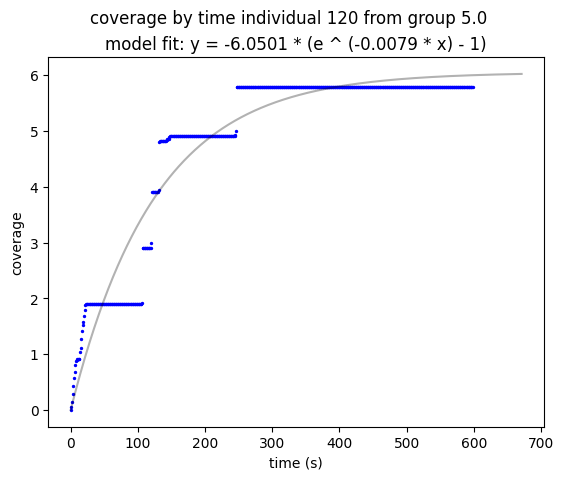 coverage by time individual 120 from group 5.0
model fit: y = -6.0501 * (e ^ (-0.0079 * x) - 1)
6
5
4
3
2
1
0
coverage
0 100 200 300 400 500 600 700
time (s)